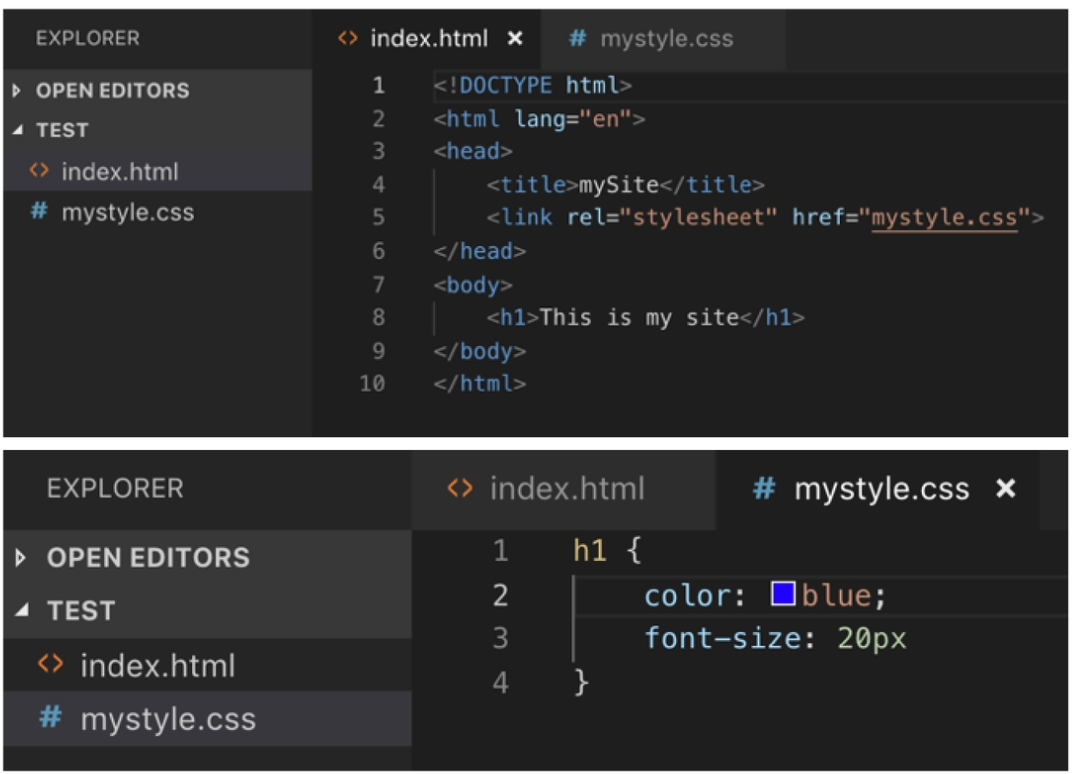 EXPLORER
OPEN EDITORS
TEST
<> index.html
# mystyle.css
<> index.html × # mystyle.css
1 <!DOCTYPE html>
2 <html lang="en">
3 <head>
4 <title>mySite</title>
5 <link rel="stylesheet" href="mystyle.css">
6 </head>
7 <body>
8 <h1>This is my site</h1>
9 </body>
10 </html>
EXPLORER
OPEN EDITORS
TEST
<> index.html
# mystyle.css
<> index.html # mystyle.css ×
1 h1 {
2 color: blue;
3 font-size: 20px
4 }